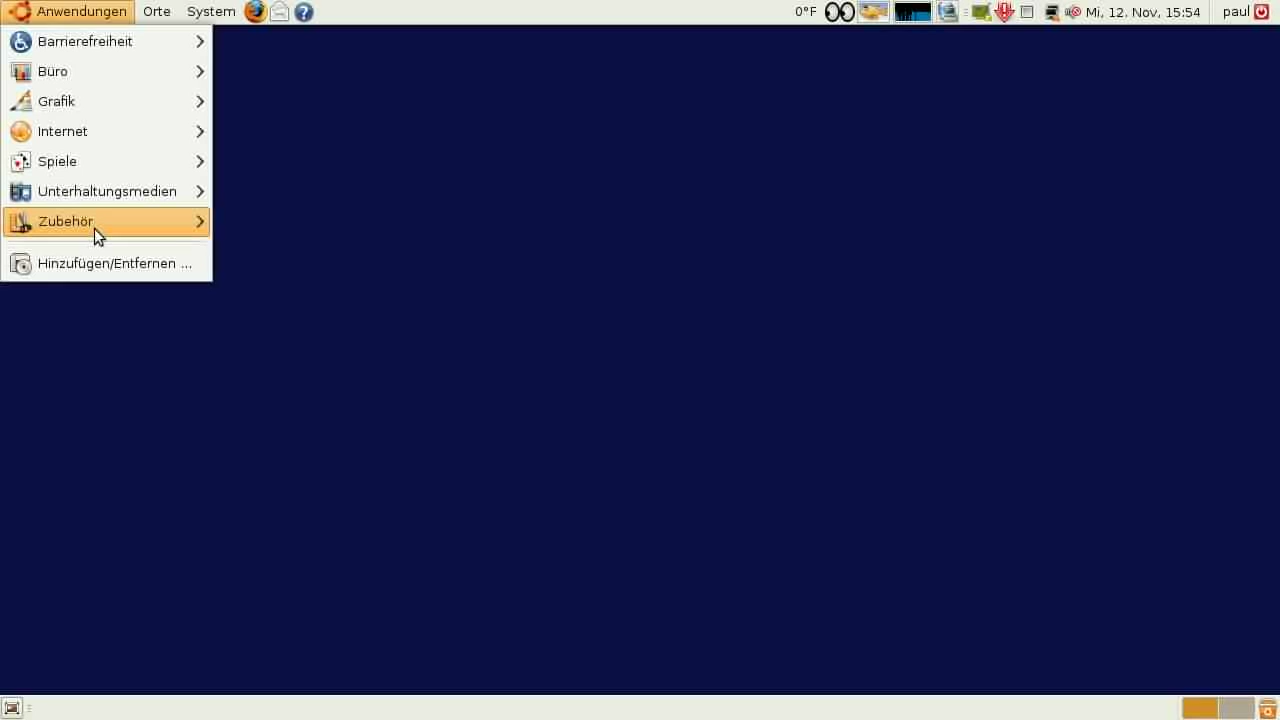 Anwendungen Orte System 0°F Mi, 12. Nov, 15:54 paul
Barrierefreiheit
Büro
Grafik
Internet
Spiele
Unterhaltungsmedien
Zubehör
Hinzufügen/Entfernen ...